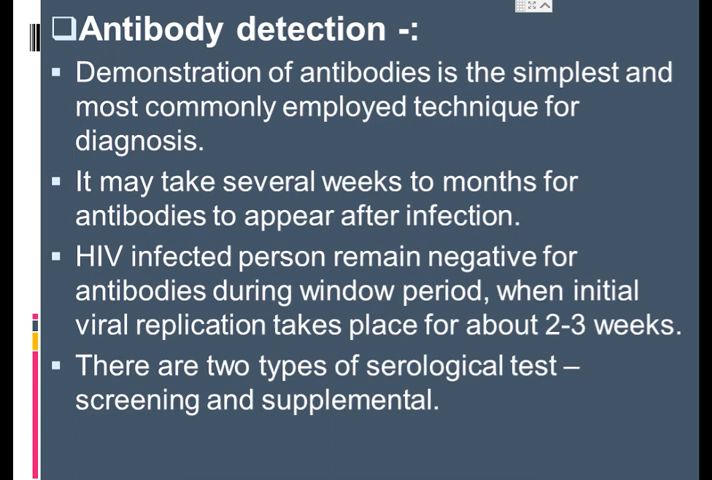 ❑Antibody detection -:
▪ Demonstration of antibodies is the simplest and
most commonly employed technique for
diagnosis.
▪ It may take several weeks to months for
antibodies to appear after infection.
▪ HIV infected person remain negative for
antibodies during window period, when initial
viral replication takes place for about 2-3 weeks.
▪ There are two types of serological test –
screening and supplemental.